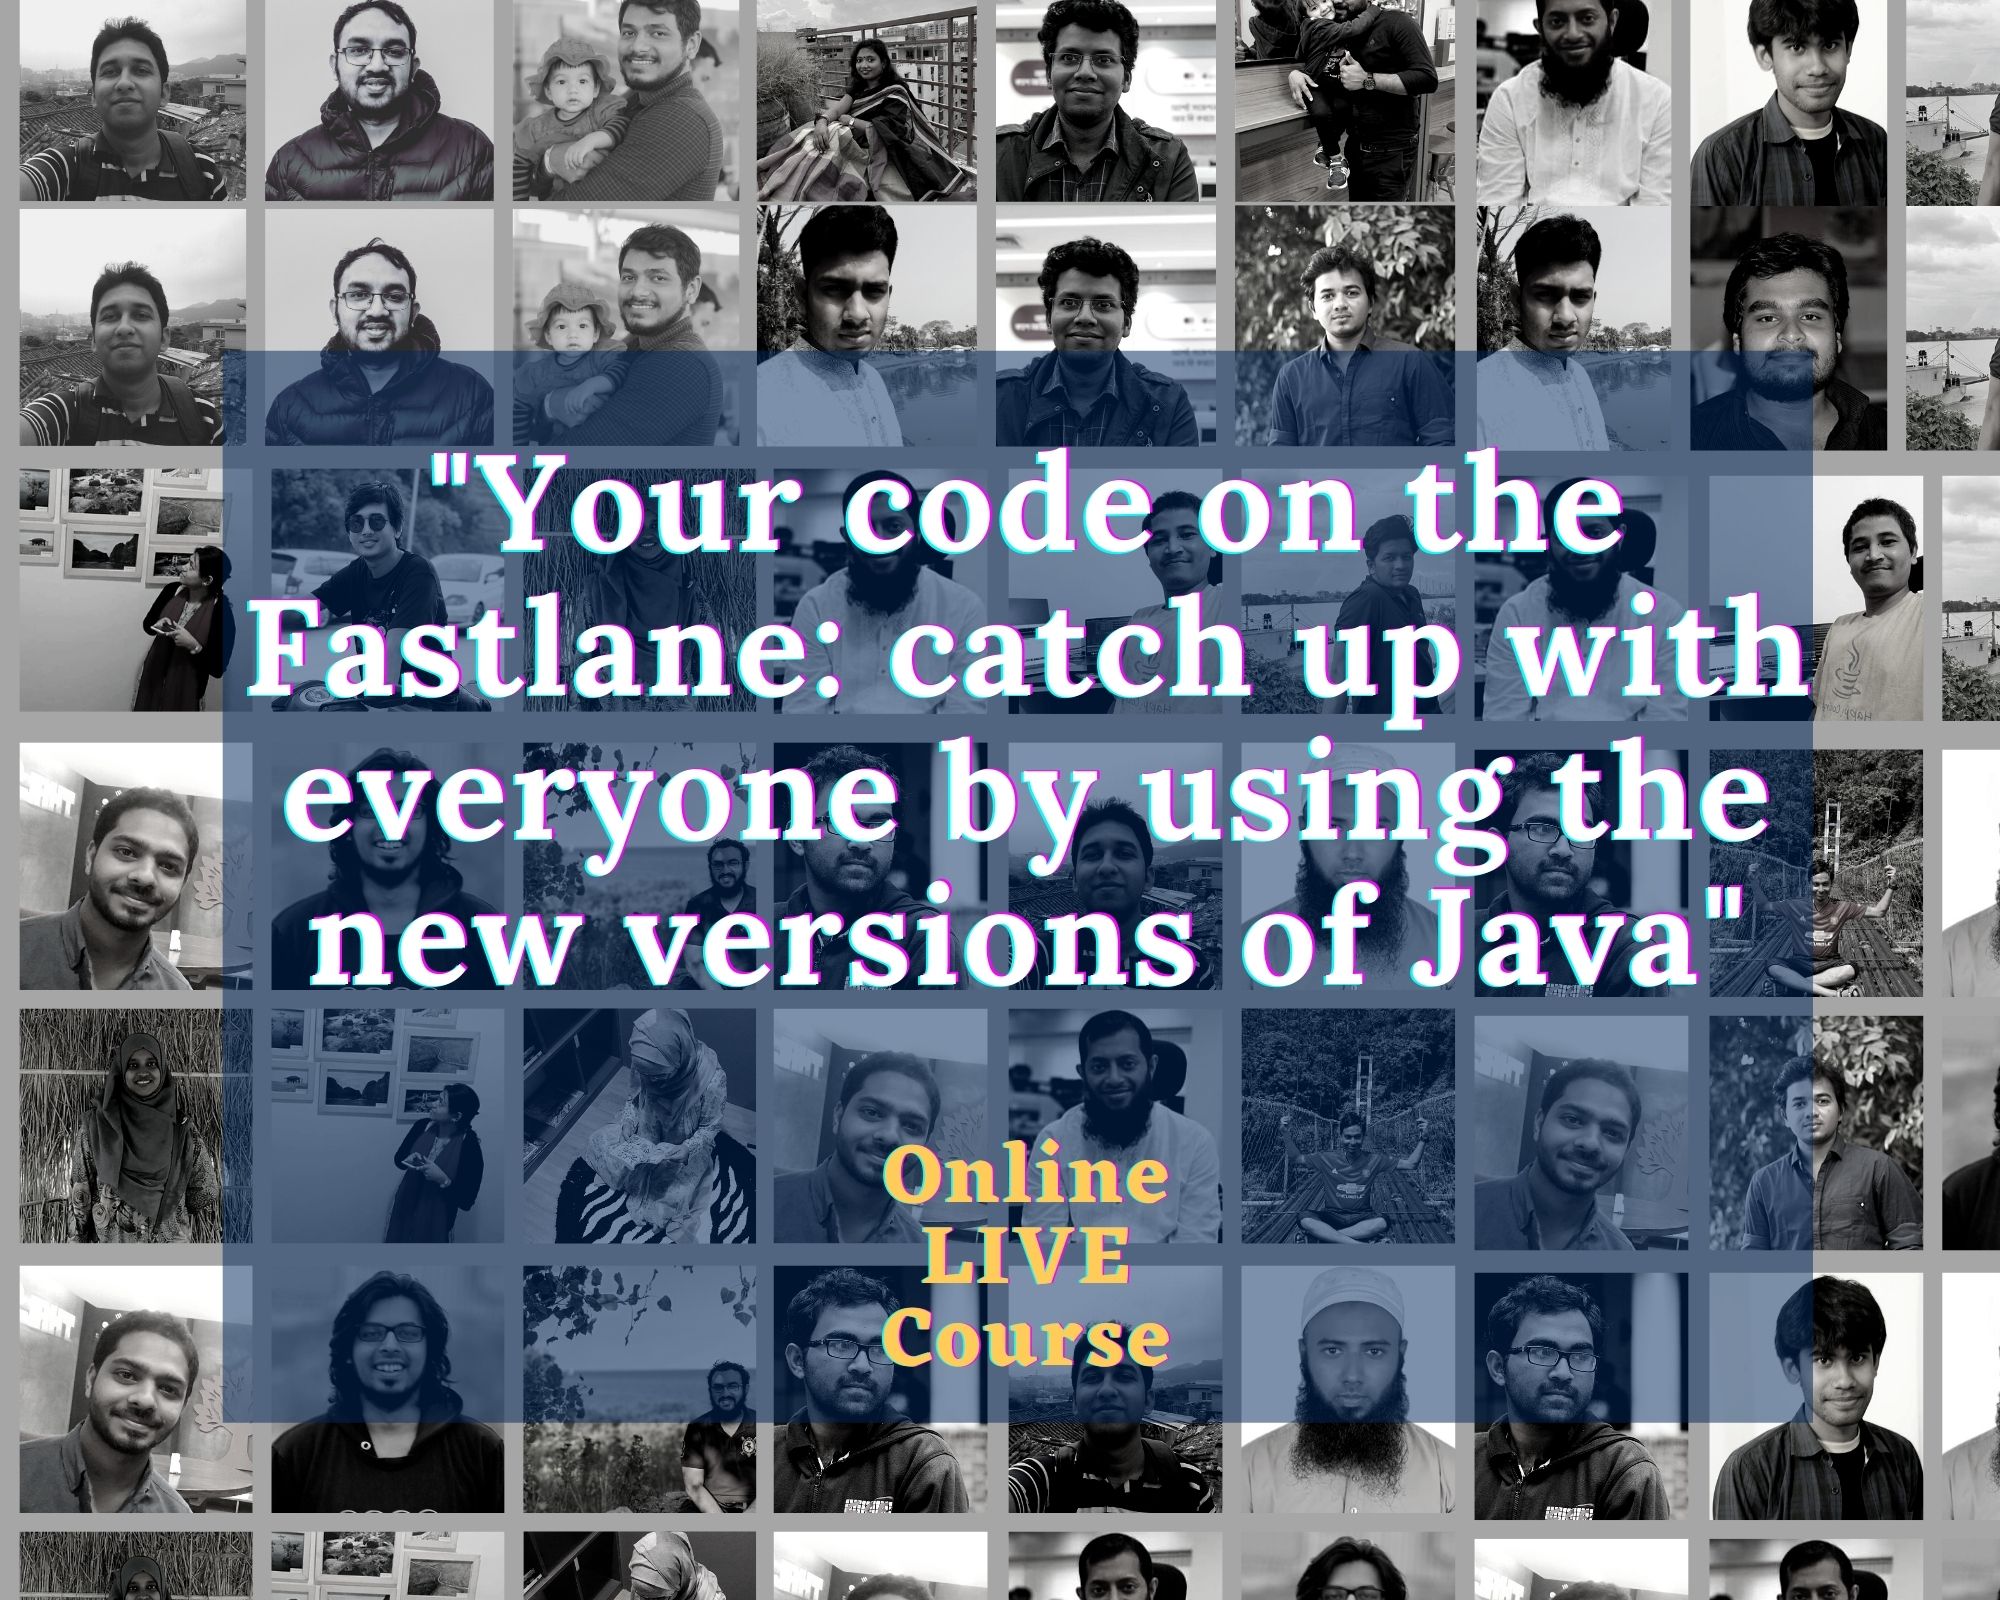 "Your code on the
Fastlane: catch up with
everyone by using the
new versions of Java"
Online
LIVE
Course